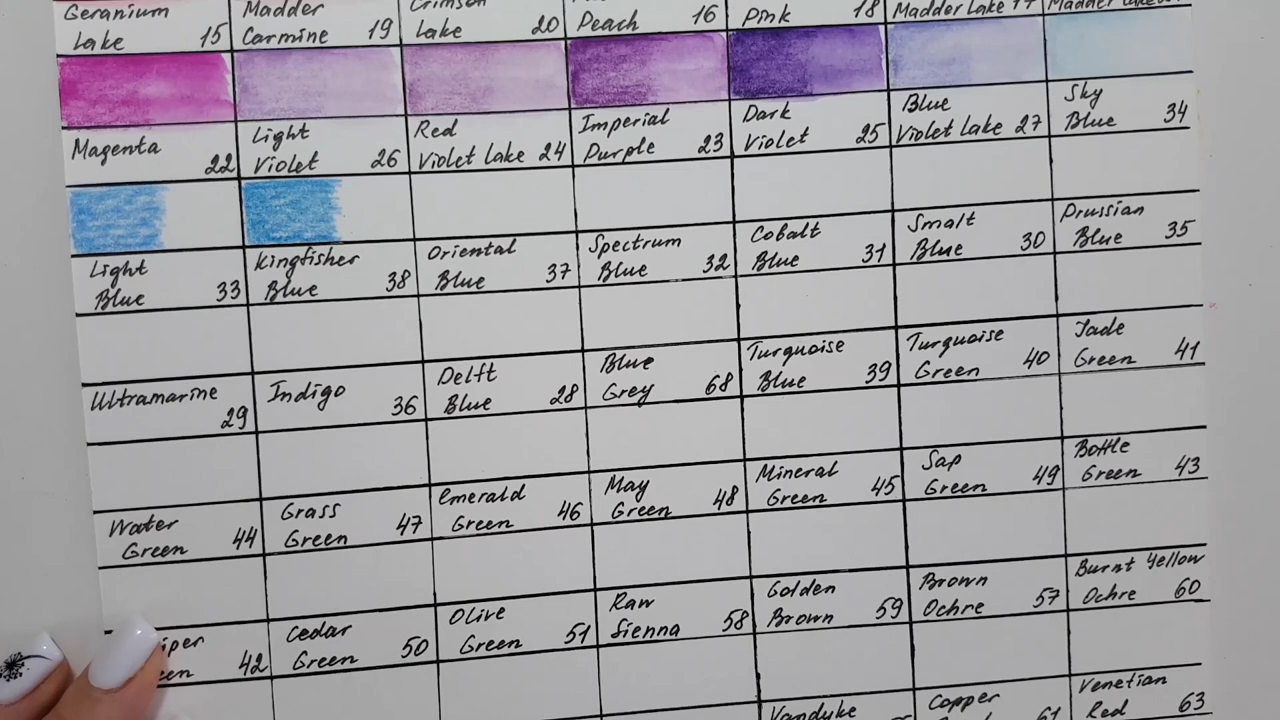 Geranium
Lake 15
Madder
Carmine 19
Crimson
Lake 20
Peach 16
Pink 18
Madder Lake 17
Madder Lake
Magenta 22
Light
Violet 26
Red
Violet Lake 24
Imperial
Purple 23
Dark
Violet 25
Blue
Violet Lake 27
Sky
Blue 34
Light
Blue 33
Kingfisher
Blue 38
Oriental
Blue 37
Spectrum
Blue 32
Cobalt
Blue 31
Smalt
Blue 30
Prussian
Blue 35
Ultramarine
29
Indigo 36
Delft
Blue 28
Blue
Grey 68
Turquoise
Blue 39
Turquoise
Green 40
Jade
Green 41
Water
Green 44
Grass
Green 47
Emerald
Green 46
May
Green 48
Mineral
Green 45
Sap
Green 49
Bottle
Green 43
42
Cedar
Green 50
Olive
Green 51
Raw
Sienna 58
Golden
Brown 59
Brown
Ochre 57
Burnt Yellow
Ochre 60
Vandyke
Copper
61
Venetian
Red 63